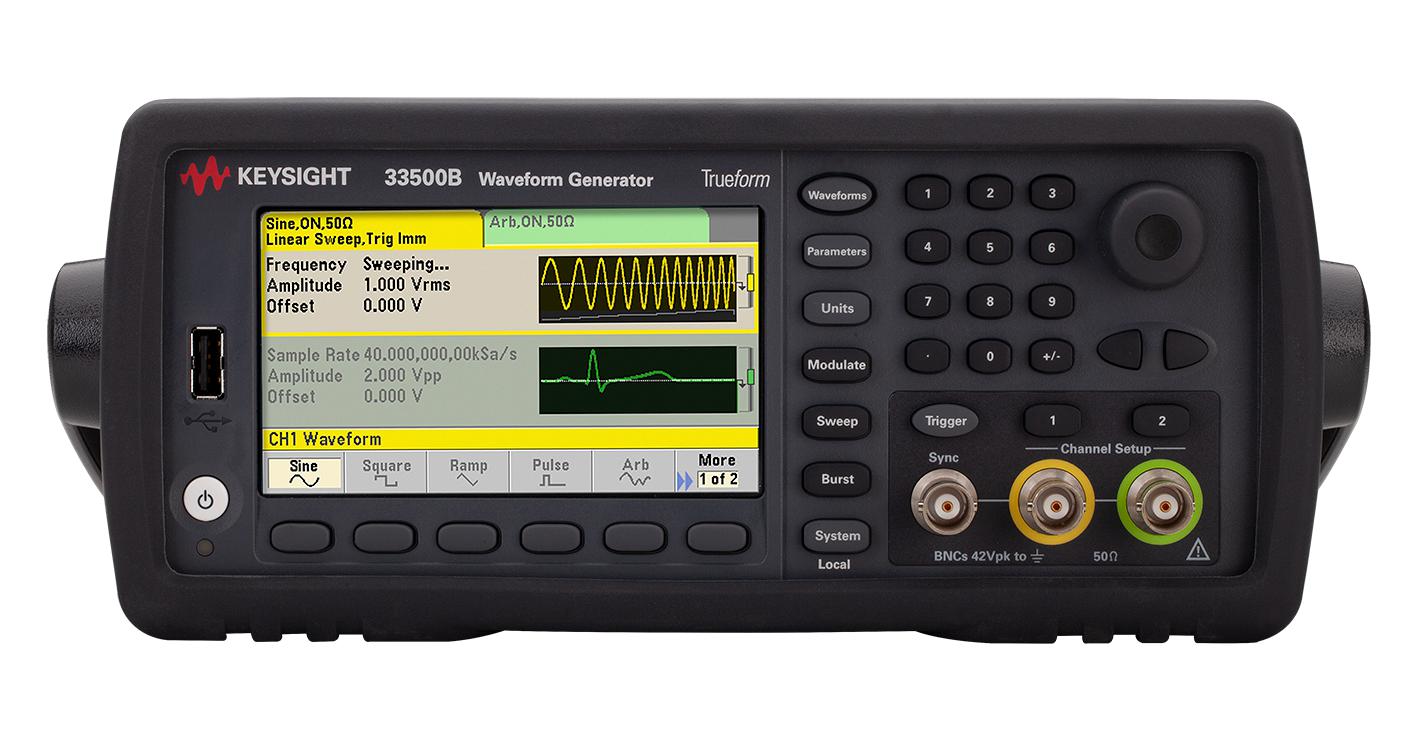 KEYSIGHT 33500B Waveform Generator Trueform
Sine,ON,50Ω
Linear Sweep,Trig Imm
Arb,ON,50Ω
Frequency Sweeping...
Amplitude 1.000 Vrms
Offset 0.000 V
Sample Rate 40.000,000,00kSa/s
Amplitude 2.000 Vpp
Offset 0.000 V
CH1 Waveform
Sine Square Ramp Pulse Arb More
1 of 2
Waveforms
Parameters
Units
Modulate
Sweep
Burst
System
Local
1 2 3
4 5 6
7 8 9
. 0 +/-
Trigger 1 2
Channel Setup
Sync
BNCs 42Vpk to 50Ω